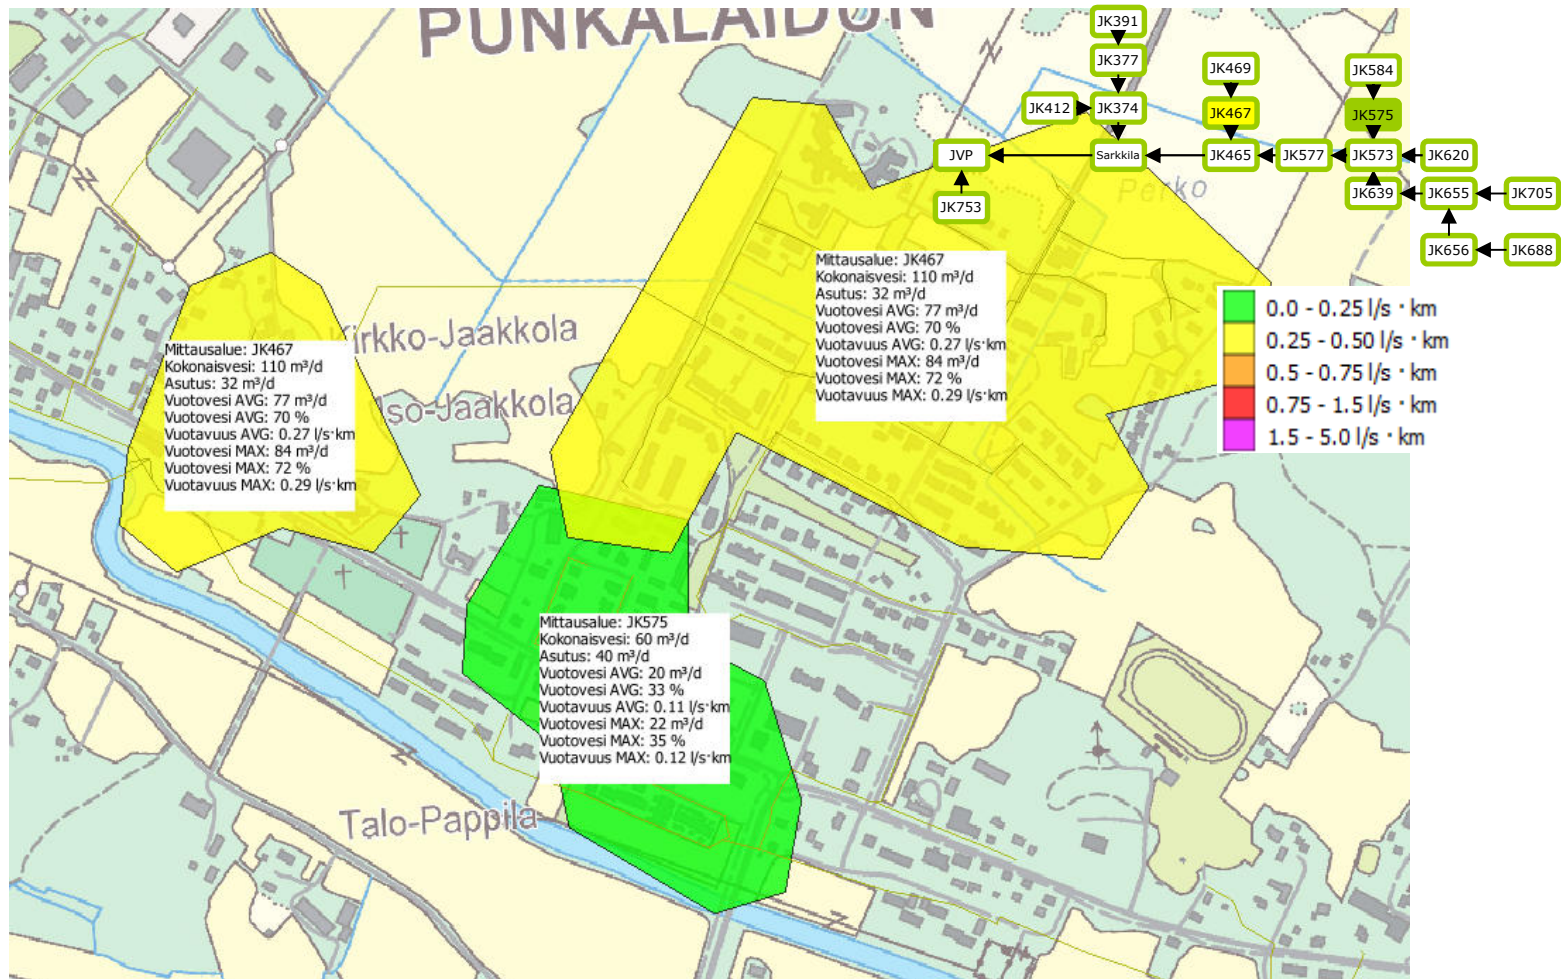 PUNKALAIDUN
JK391
JK377
JK469
JK584
JK412
JK374
JK467
JK575
JVP
Sarkkila
JK465
JK577
JK573
JK620
JK753
JK639
JK655
JK705
JK656
JK688
Perko
Mittausalue: JK467
Kokonaisvesi: 110 m³/d
Asutus: 32 m³/d
Vuotovesi AVG: 77 m³/d
Vuotovesi AVG: 70 %
Vuotavuus AVG: 0.27 l/s·km
Vuotovesi MAX: 84 m³/d
Vuotovesi MAX: 72 %
Vuotavuus MAX: 0.29 l/s·km
0.0 - 0.25 l/s · km
0.25 - 0.50 l/s · km
0.5 - 0.75 l/s · km
0.75 - 1.5 l/s · km
1.5 - 5.0 l/s · km
Kirkko-Jaakkola
Iso-Jaakkola
Mittausalue: JK467
Kokonaisvesi: 110 m³/d
Asutus: 32 m³/d
Vuotovesi AVG: 77 m³/d
Vuotovesi AVG: 70 %
Vuotavuus AVG: 0.27 l/s·km
Vuotovesi MAX: 84 m³/d
Vuotovesi MAX: 72 %
Vuotavuus MAX: 0.29 l/s·km
Mittausalue: JK575
Kokonaisvesi: 60 m³/d
Asutus: 40 m³/d
Vuotovesi AVG: 20 m³/d
Vuotovesi AVG: 33 %
Vuotavuus AVG: 0.11 l/s·km
Vuotovesi MAX: 22 m³/d
Vuotovesi MAX: 35 %
Vuotavuus MAX: 0.12 l/s·km
Talo-Pappila